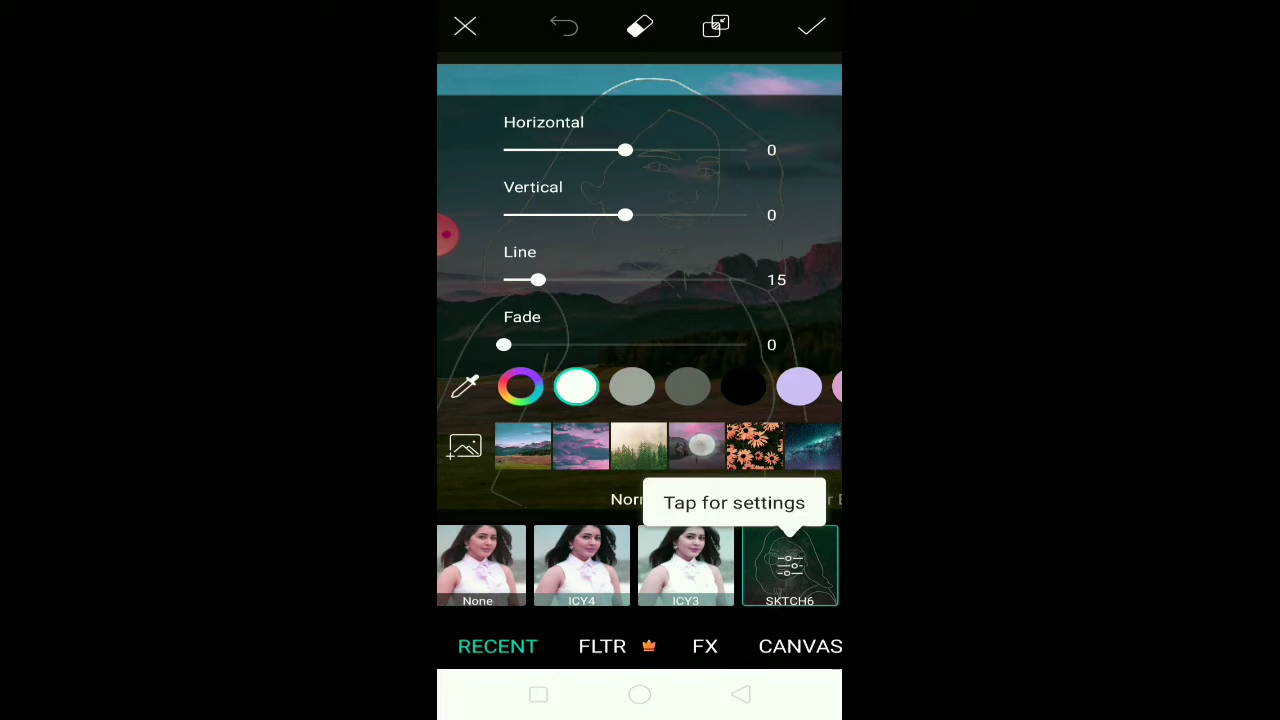 Horizontal
0
Vertical
0
Line
15
Fade
0
Tap for settings
None
ICY4
ICY3
SKTCH6
RECENT
FLTR
FX
CANVAS